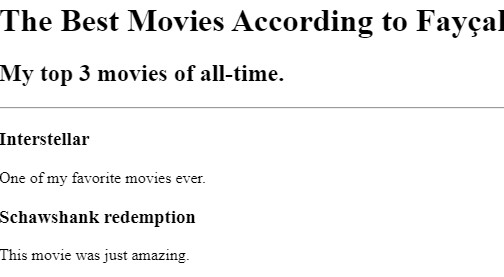 The Best Movies According to Fayçal
My top 3 movies of all-time.
Interstellar
One of my favorite movies ever.
Schawshank redemption
This movie was just amazing.